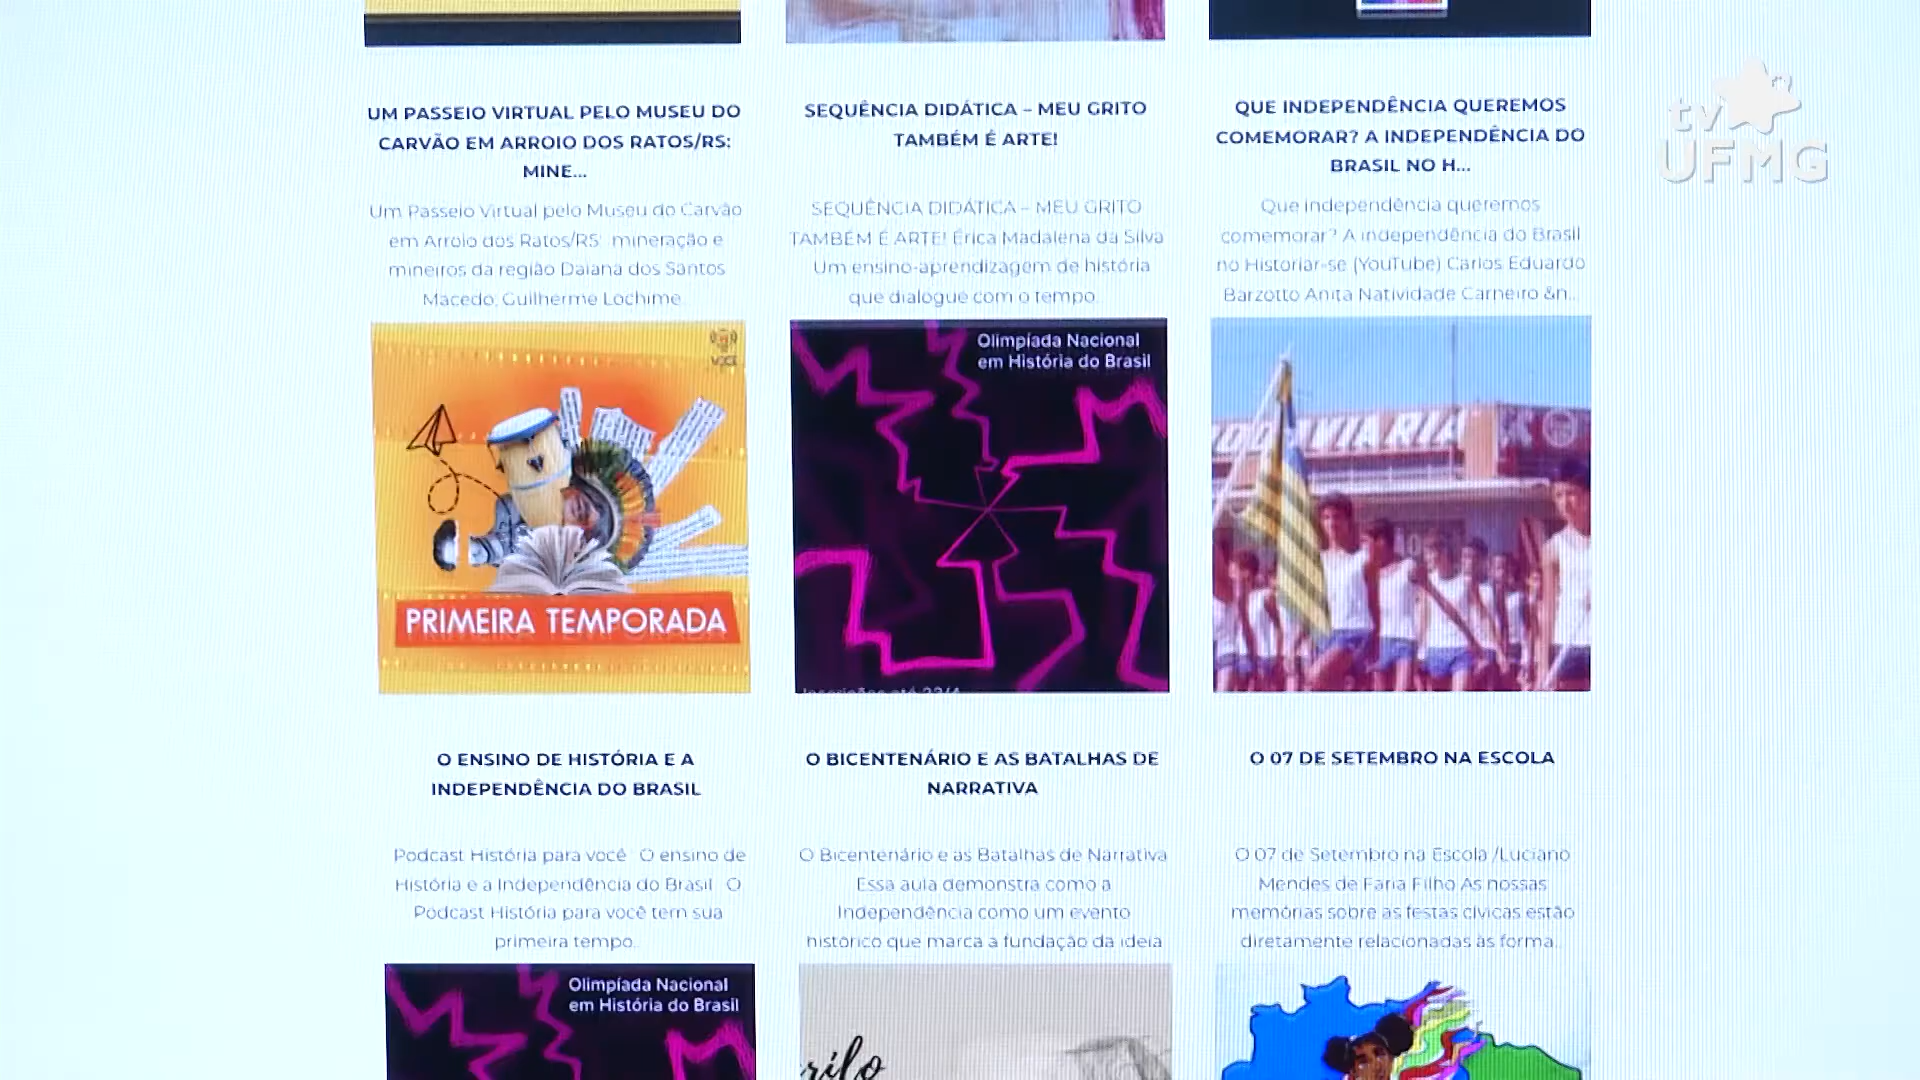 UM PASSEIO VIRTUAL PELO MUSEU DO
CARVÃO EM ARROIO DOS RATOS/RS:
MINE...
Um Passeio Virtual pelo Museu do Carvão
em Arroio dos Ratos/RS: mineração e
mineiros da região Daiana dos Santos
Macedo, Guilherme Lochime...
SEQUÊNCIA DIDÁTICA – MEU GRITO
TAMBÉM É ARTE!
SEQUÊNCIA DIDÁTICA – MEU GRITO
TAMBÉM É ARTE! Érica Madalena da Silva
Um ensino-aprendizagem de história
que dialogue com o tempo...
QUE INDEPENDÊNCIA QUEREMOS
COMEMORAR? A INDEPENDÊNCIA DO
BRASIL NO H...
Que independência queremos
comemorar? A independência do Brasil
no Historiar-se (YouTube) Carlos Eduardo
Barzotto Anita Natividade Carneiro &n...
tv
UFMG
VOCÊ
PRIMEIRA TEMPORADA
Olimpíada Nacional
em História do Brasil
Inscrições até 22/4
RODOVIARIA
O ENSINO DE HISTÓRIA E A
INDEPENDÊNCIA DO BRASIL
Podcast História para você O ensino de
História e a Independência do Brasil O
Podcast História para você tem sua
primeira tempo...
O BICENTENÁRIO E AS BATALHAS DE
NARRATIVA
O Bicentenário e as Batalhas de Narrativa
Essa aula demonstra como a
Independência como um evento
histórico que marca a fundação da ideia
O 07 DE SETEMBRO NA ESCOLA
O 07 de Setembro na Escola /Luciano
Mendes de Faria Filho As nossas
memórias sobre as festas cívicas estão
diretamente relacionadas às forma...
Olimpíada Nacional
em História do Brasil